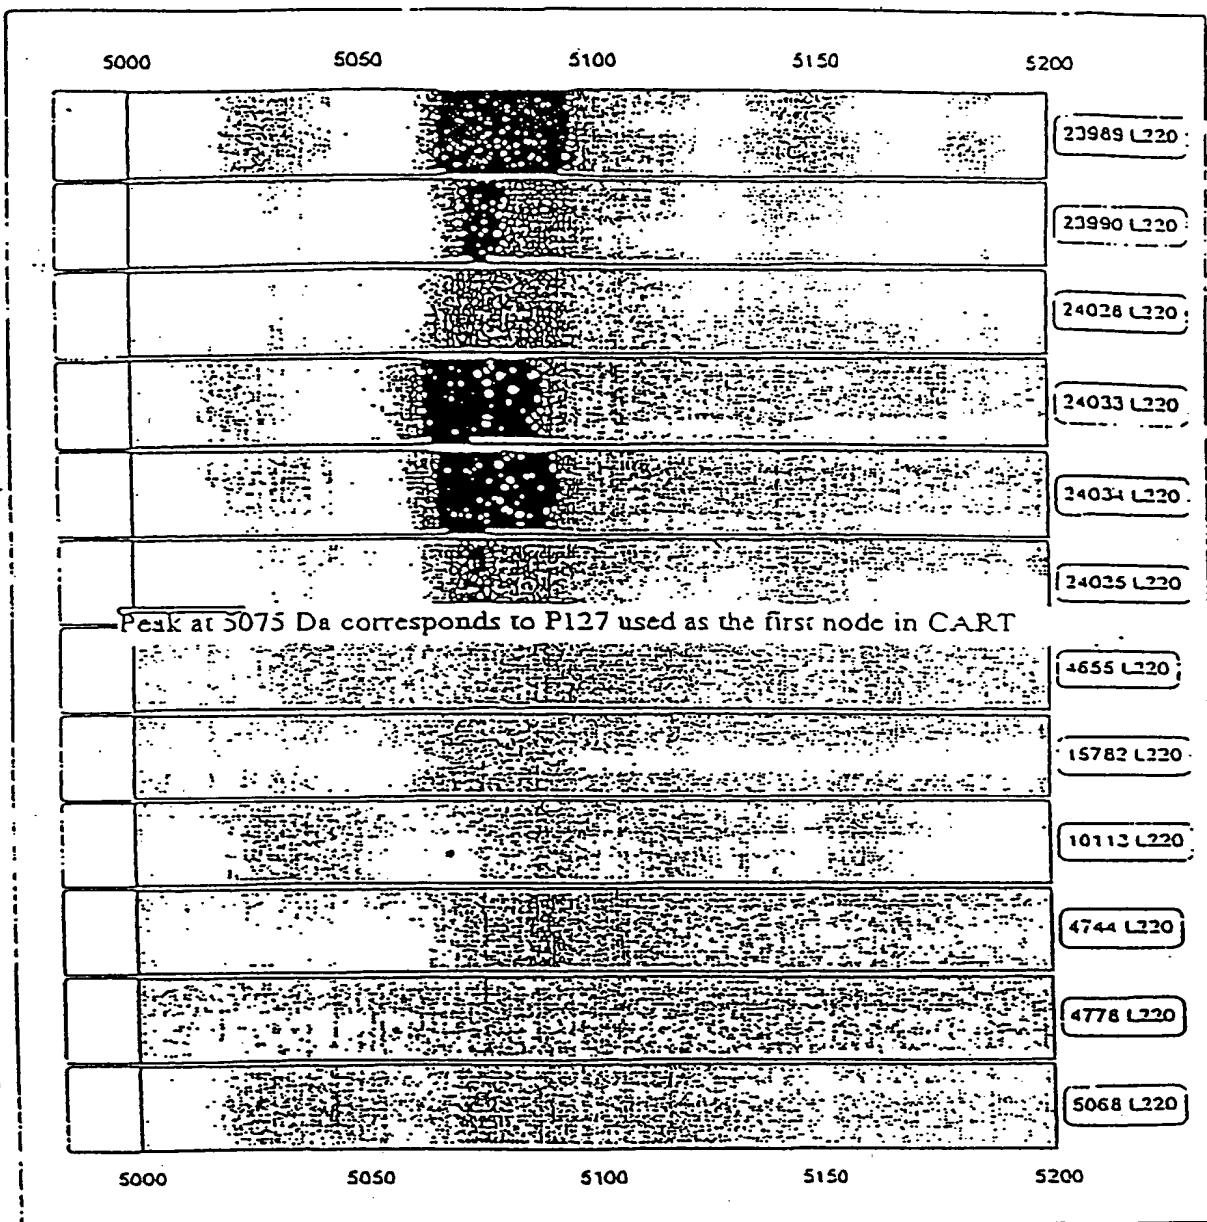 5000 5050 5100 5150 5200
23989 L220
23990 L220
24028 L220
24033 L220
24034 L220
24035 L220
Peak at 5075 Da corresponds to P127 used as the first node in CART
4655 L220
15782 L220
10113 L220
4744 L220
4778 L220
5068 L220
5000 5050 5100 5150 5200